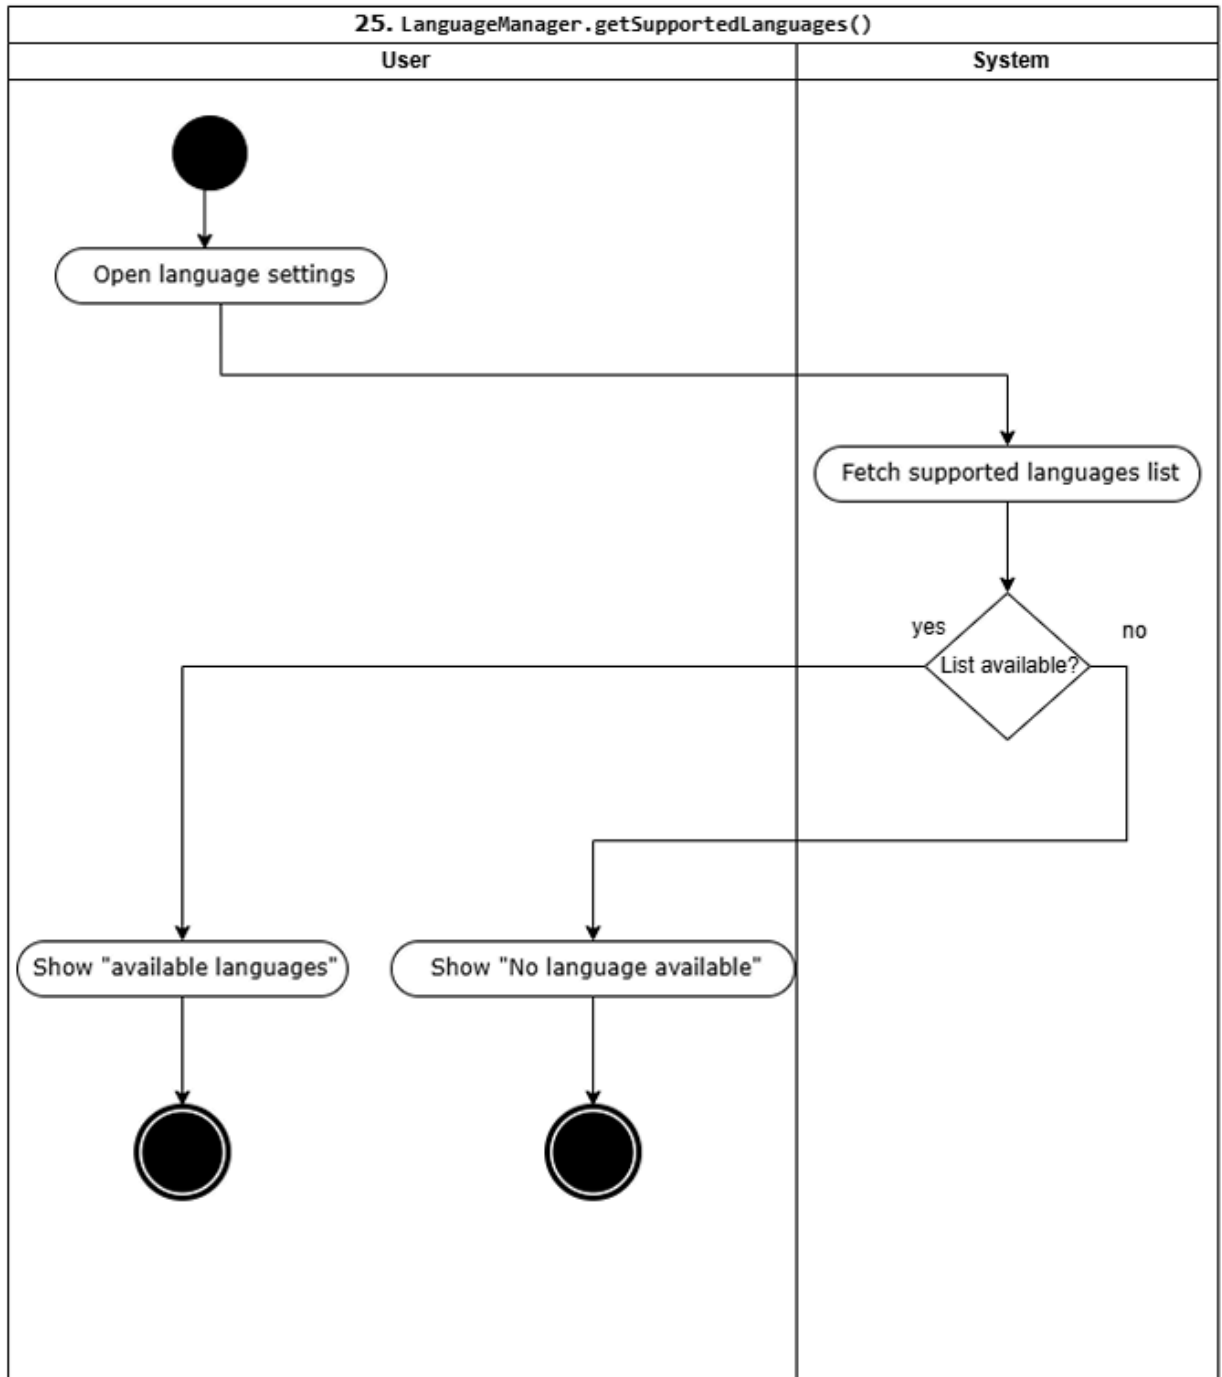 25. LanguageManager.getSupportedLanguages()
User
System
Open language settings
Fetch supported languages list
yes
no
List available?
Show "available languages"
Show "No language available"